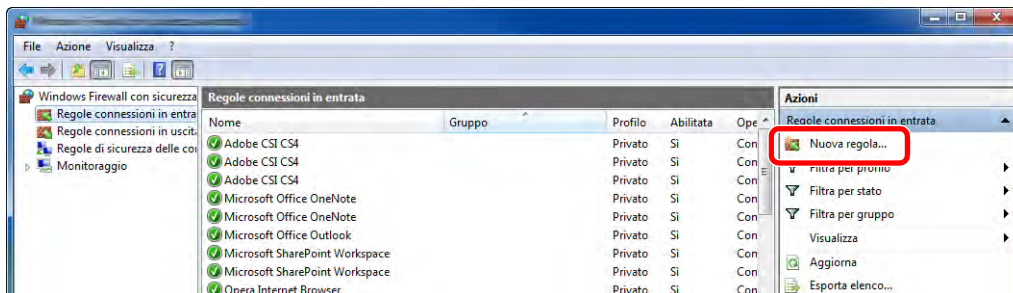 File Azione Visualizza ?
Windows Firewall con sicurezza
Regole connessioni in entra
Regole connessioni in uscit
Regole di sicurezza delle co
Monitoraggio
Regole connessioni in entrata
Nome Gruppo Profilo Abilitata Ope
Adobe CSI CS4 Privato Sì Con
Adobe CSI CS4 Privato Sì Con
Adobe CSI CS4 Privato Sì Con
Microsoft Office OneNote Privato Sì Con
Microsoft Office OneNote Privato Sì Con
Microsoft Office Outlook Privato Sì Con
Microsoft SharePoint Workspace Privato Sì Con
Microsoft SharePoint Workspace Privato Sì Con
Opera Internet Browser Privato Sì Con
Azioni
Regole connessioni in entrata
Nuova regola...
Filtra per profilo
Filtra per stato
Filtra per gruppo
Visualizza
Aggiorna
Esporta elenco...